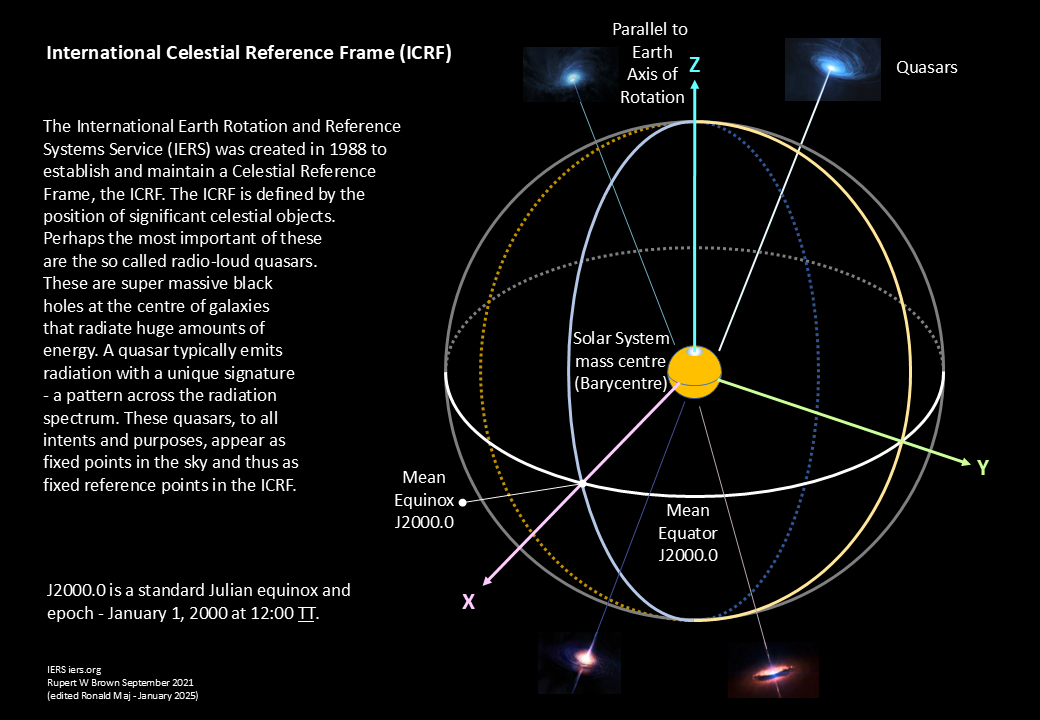 International Celestial Reference Frame (ICRF)
The International Earth Rotation and Reference
Systems Service (IERS) was created in 1988 to
establish and maintain a Celestial Reference
Frame, the ICRF. The ICRF is defined by the
position of significant celestial objects.
Perhaps the most important of these
are the so called radio-loud quasars.
These are super massive black
holes at the centre of galaxies
that radiate huge amounts of
energy. A quasar typically emits
radiation with a unique signature
- a pattern across the radiation
spectrum. These quasars, to all
intents and purposes, appear as
fixed points in the sky and thus as
fixed reference points in the ICRF.
J2000.0 is a standard Julian equinox and
epoch - January 1, 2000 at 12:00 TT.
IERS iers.org
Rupert W Brown September 2021
(edited Ronald Maj - January 2025)
Parallel to
Earth
Axis of
Rotation
Z
Quasars
Solar System
mass centre
(Barycentre)
Y
Mean
Equinox
J2000.0
Mean
Equator
J2000.0
X